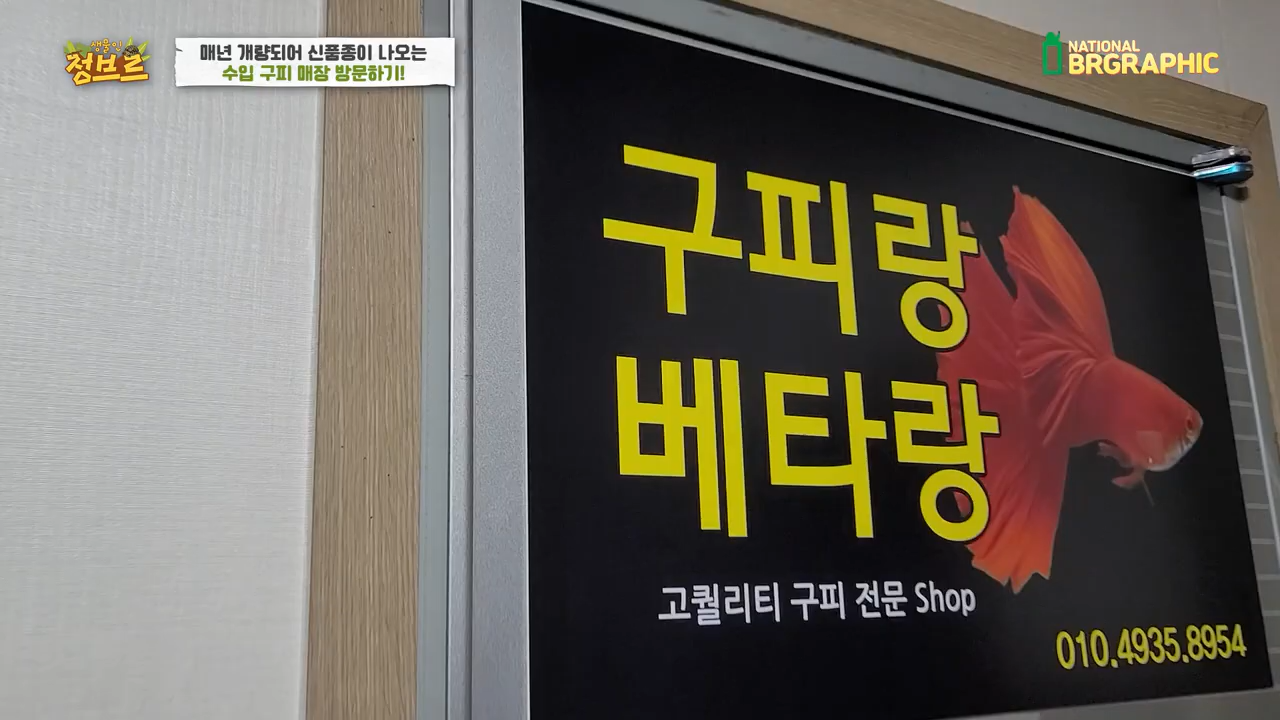 생물인
정브르
매년 개량되어 신품종이 나오는
수입 구피 매장 방문하기!
NATIONAL
BRGRAPHIC
구피랑
베타랑
고퀄리티 구피 전문 Shop
010.4935.8954